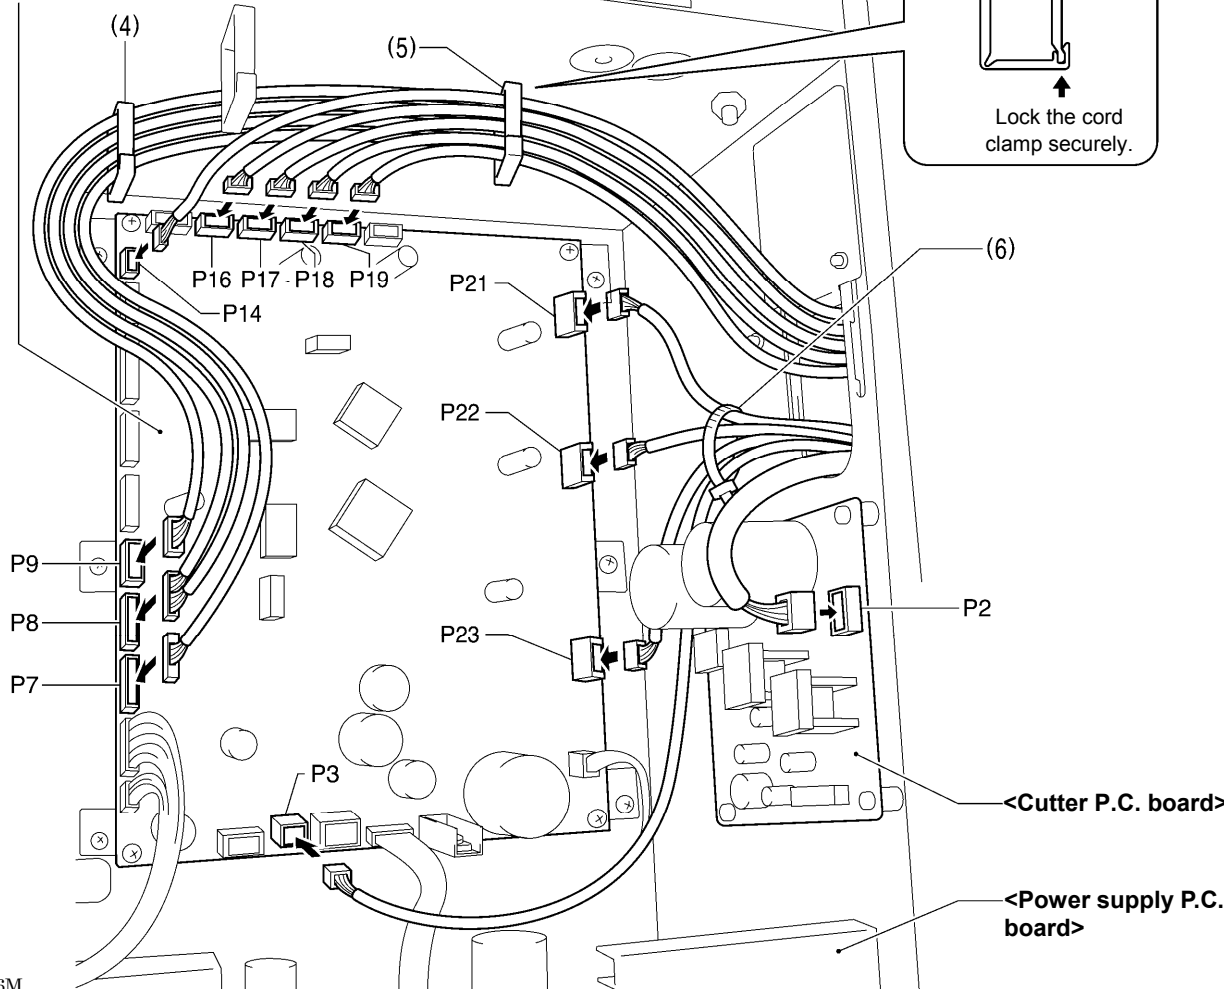 (4)
(5)
Lock the cord
clamp securely.
(6)
P16 P17 P18 P19
P14
P21
P22
P9
P8
P7
P23
P2
P3
<Cutter P.C. board>
<Power supply P.C.
board>